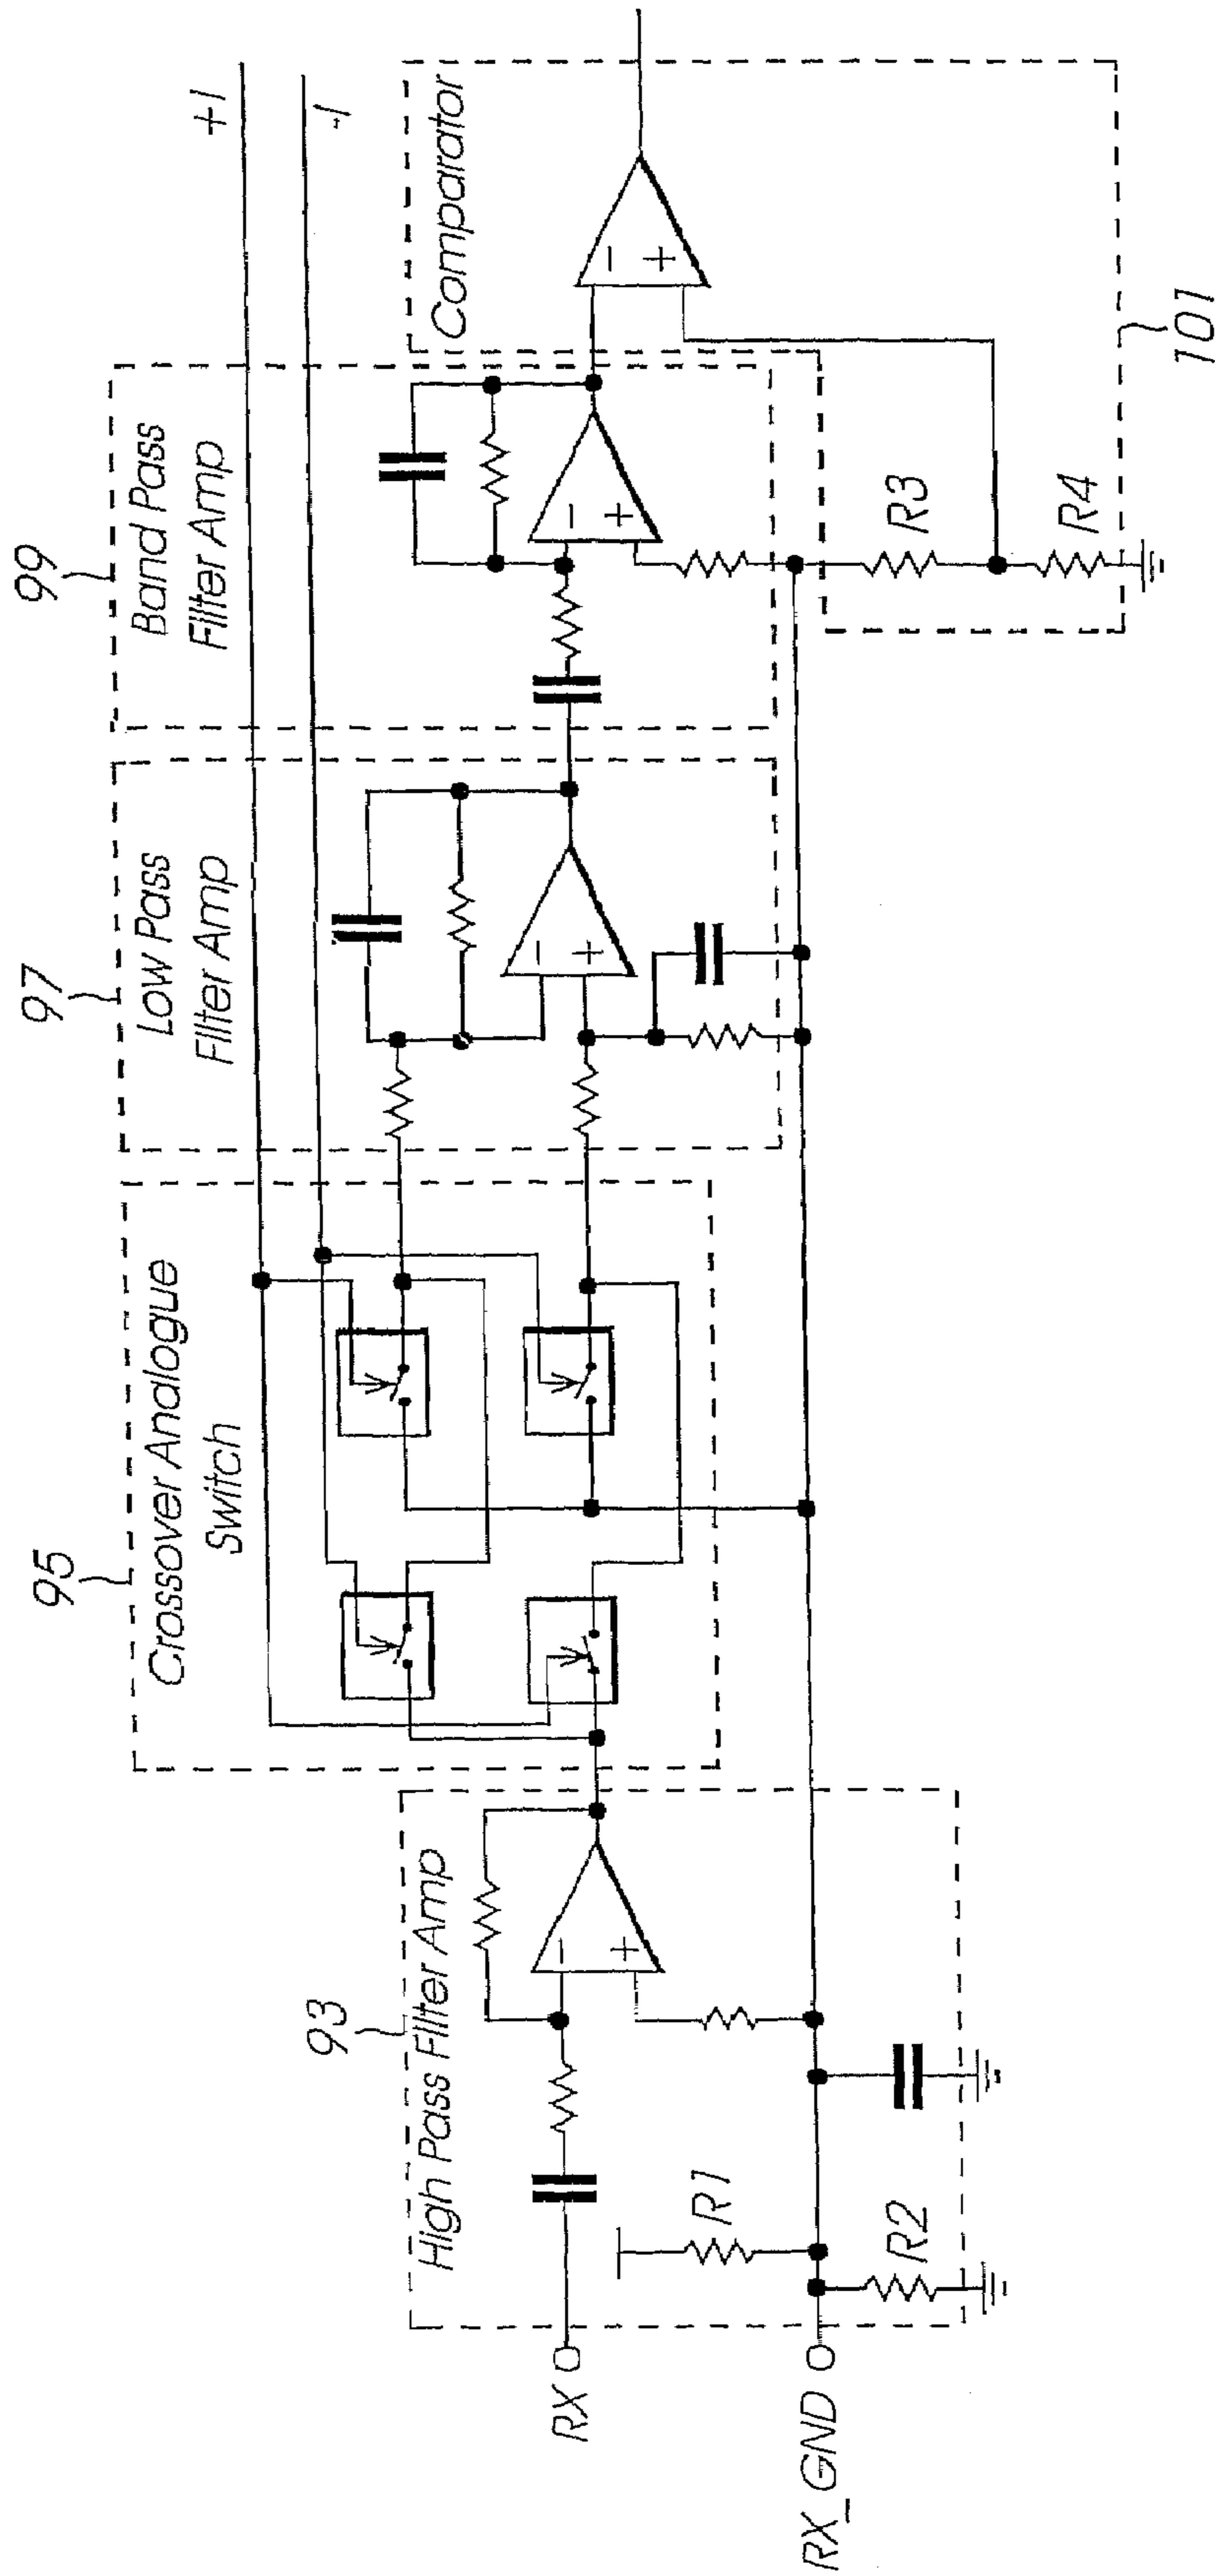 93
High Pass Filter Amp
RX
R1
R2
RX_GND
-
+
95
Crossover Analogue
Switch
97
Low Pass
Filter Amp
-
+
99
Band Pass
Filter Amp
-
+
R3
R4
+1
-1
Comparator
-
+
101